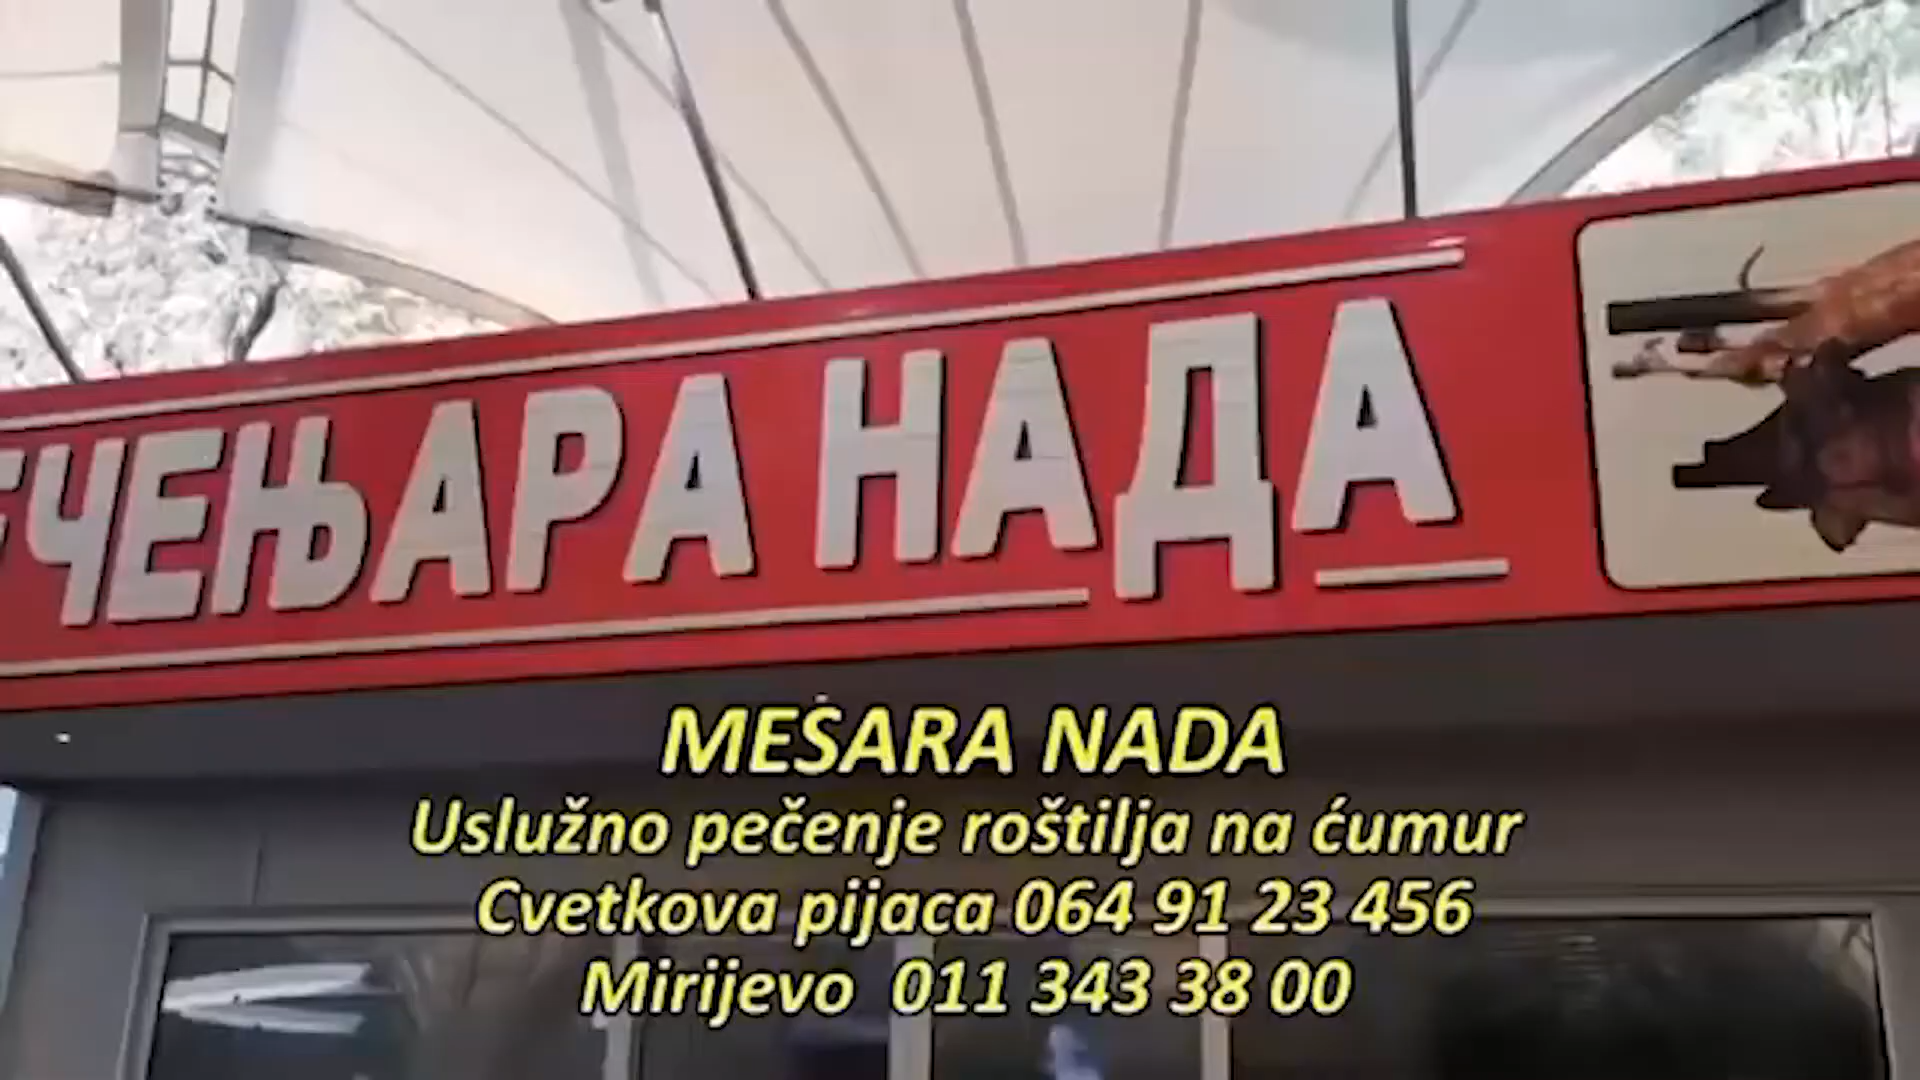 ЧЕЊАРА НАДА
MESARA NADA
Uslužno pečenje roštilja na ćumur
Cvetkova pijaca 064 91 23 456
Mirijevo 011 343 38 00